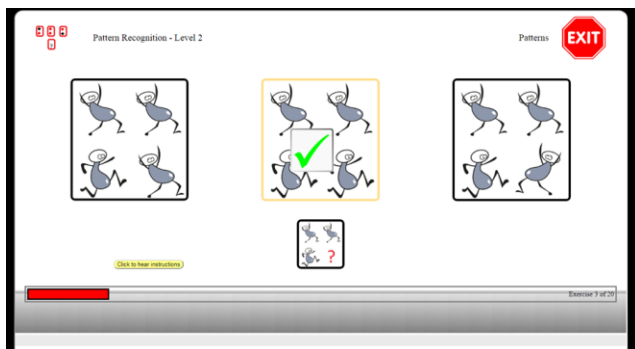 Pattern Recognition - Level 2
Patterns
EXIT
?
Click to hear instructions
Exercise 3 of 20